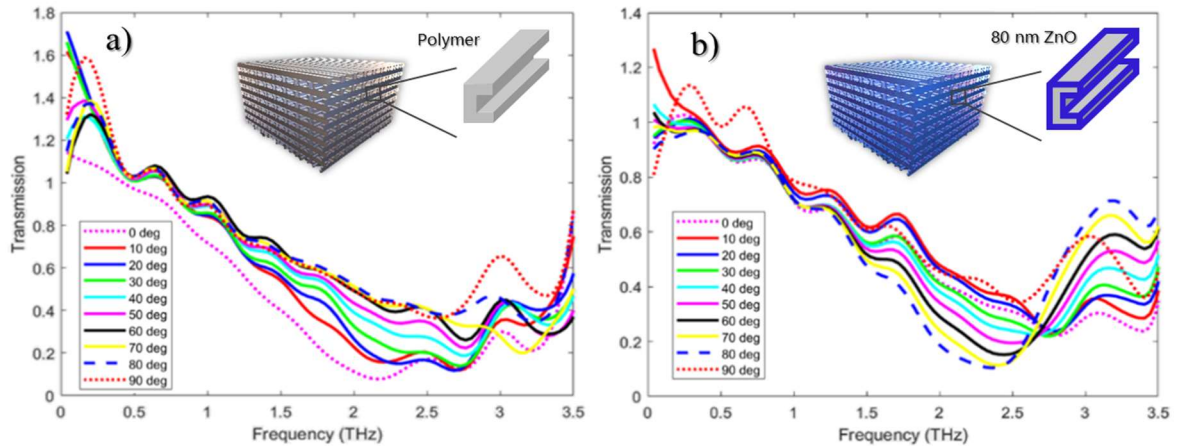 a)
Polymer
Transmission
1.8
1.6
1.4
1.2
1
0.8
0.6
0.4
0.2
0
0 deg
10 deg
20 deg
30 deg
40 deg
50 deg
60 deg
70 deg
80 deg
90 deg
0 0.5 1 1.5 2 2.5 3 3.5
Frequency (THz)
b)
80 nm ZnO
Transmission
1.4
1.2
1
0.8
0.6
0.4
0.2
0
0 deg
10 deg
20 deg
30 deg
40 deg
50 deg
60 deg
70 deg
80 deg
90 deg
0 0.5 1 1.5 2 2.5 3 3.5
Frequency (THz)